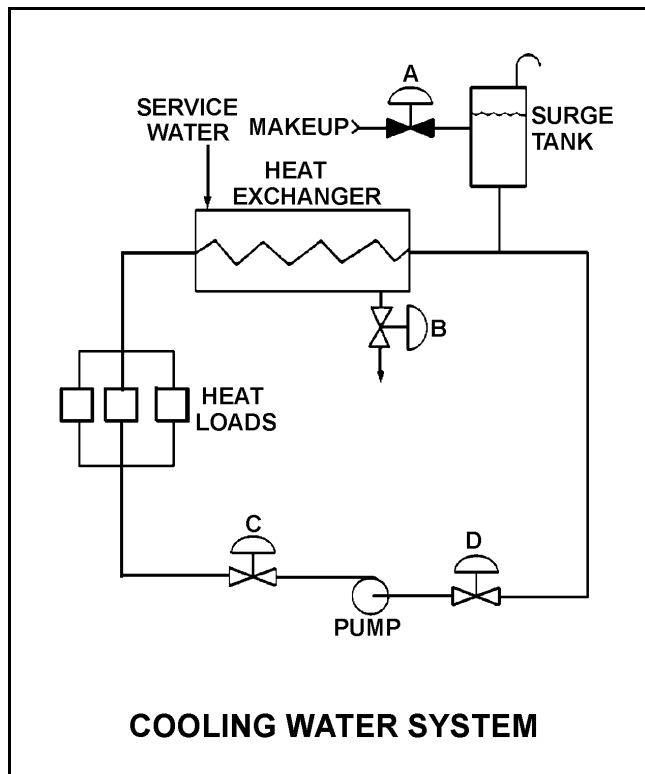 A
SERVICE
WATER
MAKEUP
SURGE
TANK
HEAT
EXCHANGER
B
HEAT
LOADS
C
D
PUMP
COOLING WATER SYSTEM